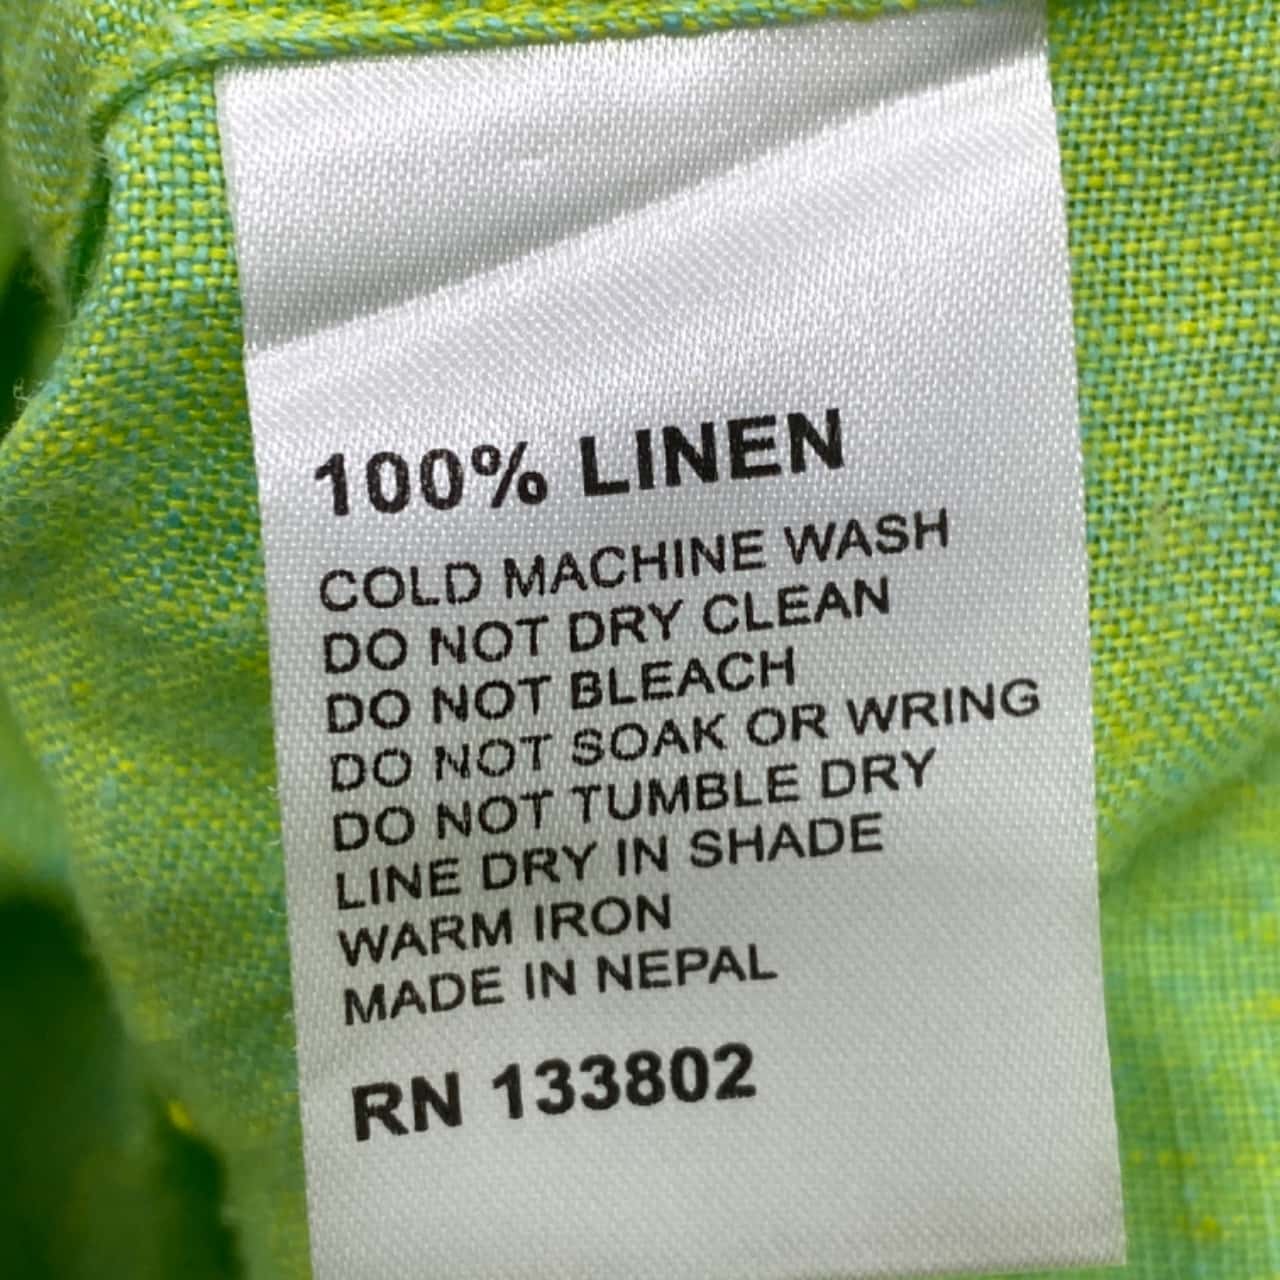 100% LINEN
COLD MACHINE WASH
DO NOT DRY CLEAN
DO NOT BLEACH
DO NOT SOAK OR WRING
DO NOT TUMBLE DRY
LINE DRY IN SHADE
WARM IRON
MADE IN NEPAL
RN 133802